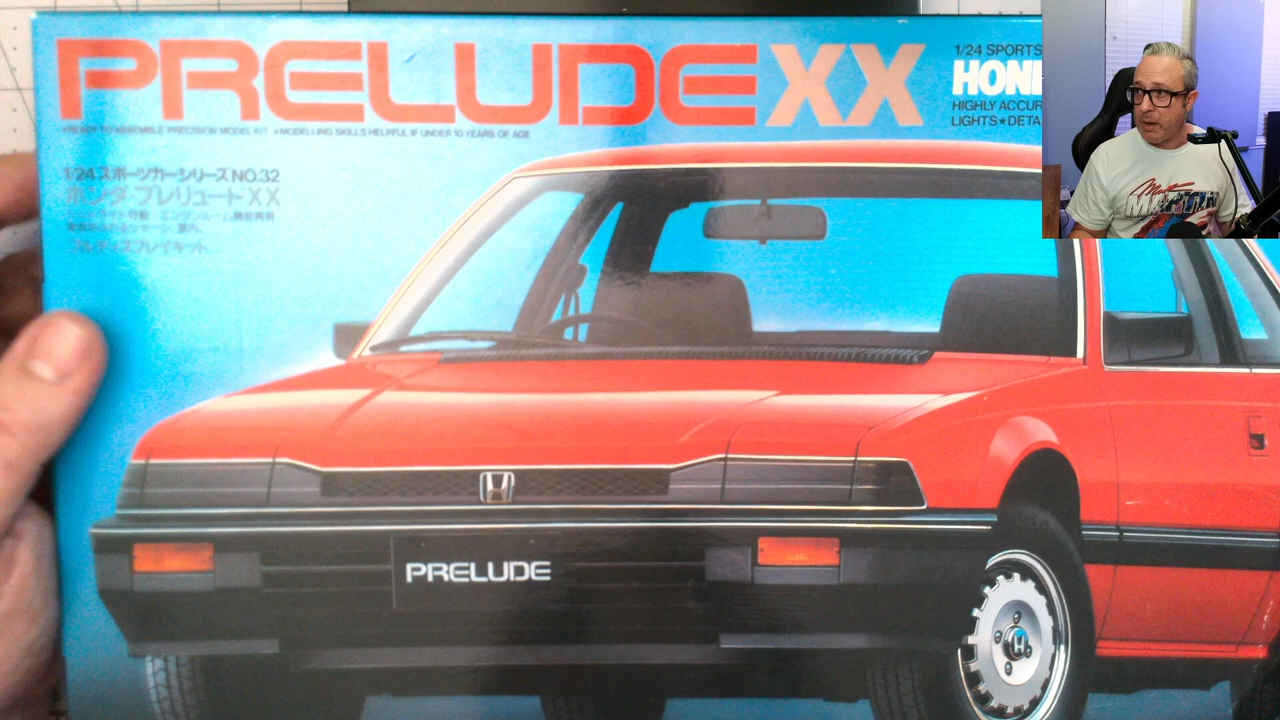 PRELUDE XX
★READY TO ASSEMBLE PRECISION MODEL KIT ★MODELLING SKILLS HELPFUL IF UNDER 10 YEARS OF AGE
1/24 SPORTS
HON
HIGHLY ACCUR
LIGHTS★DETA
1/24スポーツカーシリーズNO.32
ホンダ・プレリュードXX
PRELUDE